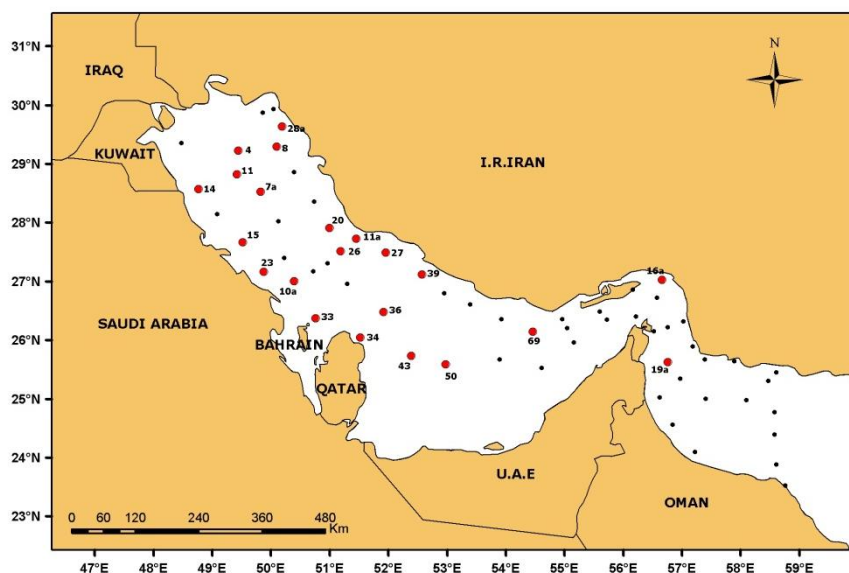 N
31°N
30°N
29°N
28°N
27°N
26°N
25°N
24°N
23°N
IRAQ
KUWAIT
I.R.IRAN
SAUDI ARABIA
BAHRAIN
QATAR
U.A.E
OMAN
28a
8
4
11
7a
14
20
11a
15
26
27
23
10a
39
16a
33
36
34
69
43
50
19a
0 60 120 240 360 480
Km
47°E 48°E 49°E 50°E 51°E 52°E 53°E 54°E 55°E 56°E 57°E 58°E 59°E